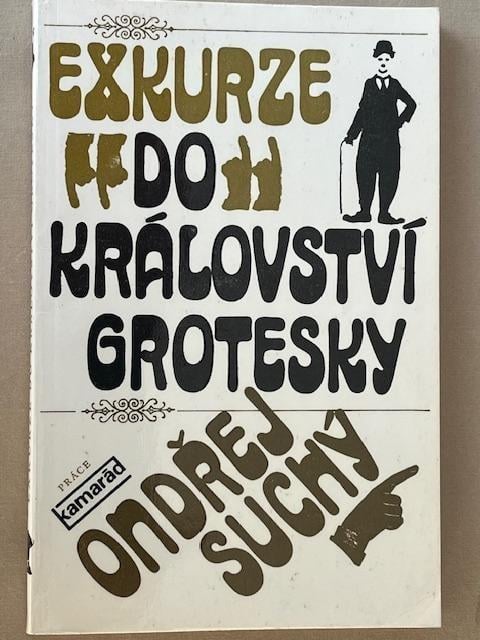 EXKURZE
DO
KRÁLOVSTVÍ
GROTESKY
PRÁCE
kamarád
ONDŘEJ
SUCHÝ